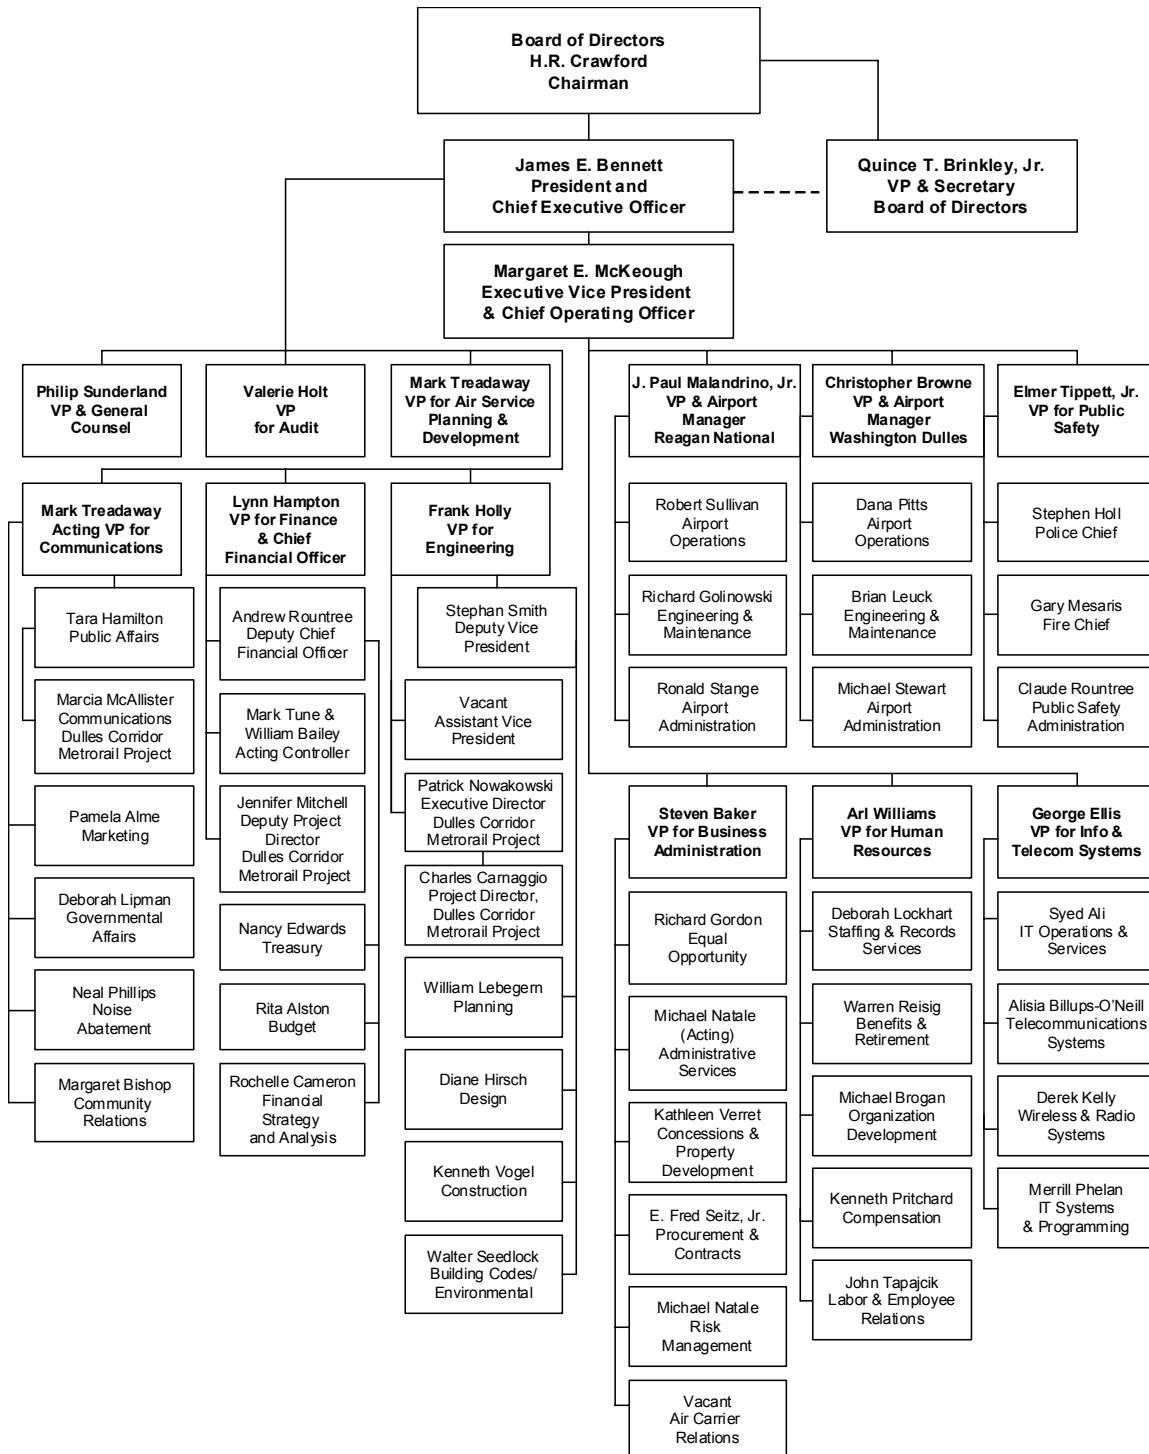 Board of Directors
H.R. Crawford
Chairman
James E. Bennett
President and
Chief Executive Officer
Quince T. Brinkley, Jr.
VP & Secretary
Board of Directors
Margaret E. McKeough
Executive Vice President
& Chief Operating Officer
Philip Sunderland
VP & General
Counsel
Valerie Holt
VP
for Audit
Mark Treadaway
VP for Air Service
Planning &
Development
J. Paul Malandrino, Jr.
VP & Airport
Manager
Reagan National
Christopher Browne
VP & Airport
Manager
Washington Dulles
Elmer Tippett, Jr.
VP for Public
Safety
Mark Treadaway
Acting VP for
Communications
Lynn Hampton
VP for Finance
& Chief
Financial Officer
Frank Holly
VP for
Engineering
Robert Sullivan
Airport
Operations
Dana Pitts
Airport
Operations
Stephen Holl
Police Chief
Tara Hamilton
Public Affairs
Andrew Rountree
Deputy Chief
Financial Officer
Stephan Smith
Deputy Vice
President
Richard Golinowski
Engineering &
Maintenance
Brian Leuck
Engineering &
Maintenance
Gary Mesaris
Fire Chief
Marcia McAllister
Communications
Dulles Corridor
Metrorail Project
Mark Tune &
William Bailey
Acting Controller
Vacant
Assistant Vice
President
Ronald Stange
Airport
Administration
Michael Stewart
Airport
Administration
Claude Rountree
Public Safety
Administration
Pamela Alme
Marketing
Jennifer Mitchell
Deputy Project
Director
Dulles Corridor
Metrorail Project
Patrick Nowakowski
Executive Director
Dulles Corridor
Metrorail Project
Charles Carnaggio
Project Director,
Dulles Corridor
Metrorail Project
Steven Baker
VP for Business
Administration
Arl Williams
VP for Human
Resources
George Ellis
VP for Info &
Telecom Systems
Deborah Lipman
Governmental
Affairs
Nancy Edwards
Treasury
William Lebegern
Planning
Richard Gordon
Equal
Opportunity
Deborah Lockhart
Staffing & Records
Services
Syed Ali
IT Operations &
Services
Neal Phillips
Noise
Abatement
Rita Alston
Budget
Diane Hirsch
Design
Michael Natale
(Acting)
Administrative
Services
Warren Reisig
Benefits &
Retirement
Alisia Billups-O’Neill
Telecommunications
Systems
Margaret Bishop
Community
Relations
Rochelle Cameron
Financial
Strategy
and Analysis
Kenneth Vogel
Construction
Kathleen Verret
Concessions &
Property
Development
Michael Brogan
Organization
Development
Derek Kelly
Wireless & Radio
Systems
Walter Seedlock
Building Codes/
Environmental
E. Fred Seitz, Jr.
Procurement &
Contracts
Kenneth Pritchard
Compensation
Merrill Phelan
IT Systems
& Programming
Michael Natale
Risk
Management
John Tapajcik
Labor & Employee
Relations
Vacant
Air Carrier
Relations